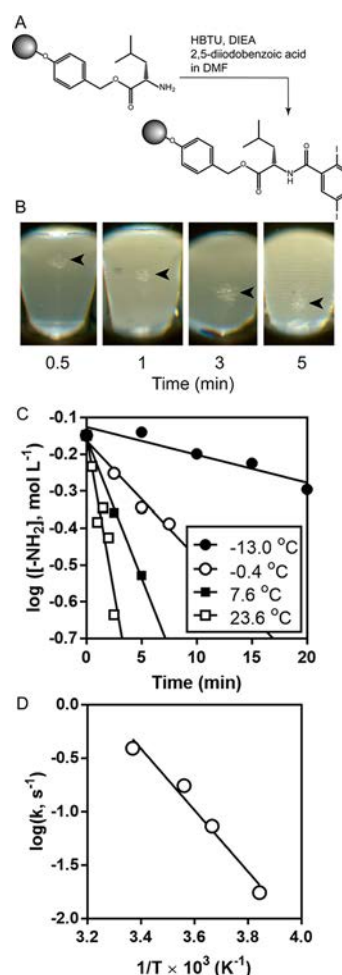 A
HBTU, DIEA
2,5-diiodobenzoic acid
in DMF
O
O
O
NH₂
O
O
O
N
H
O
I
I
B
0.5 1 3 5
Time (min)
C
log ([-NH₂], mol L⁻¹)
-0.1
-0.2
-0.3
-0.4
-0.5
-0.6
-0.7
-13.0 °C
-0.4 °C
7.6 °C
23.6 °C
0 5 10 15 20
Time (min)
D
log(k, s⁻¹)
0.0
-0.5
-1.0
-1.5
-2.0
3.2 3.4 3.6 3.8 4.0
1/T × 10³ (K⁻¹)